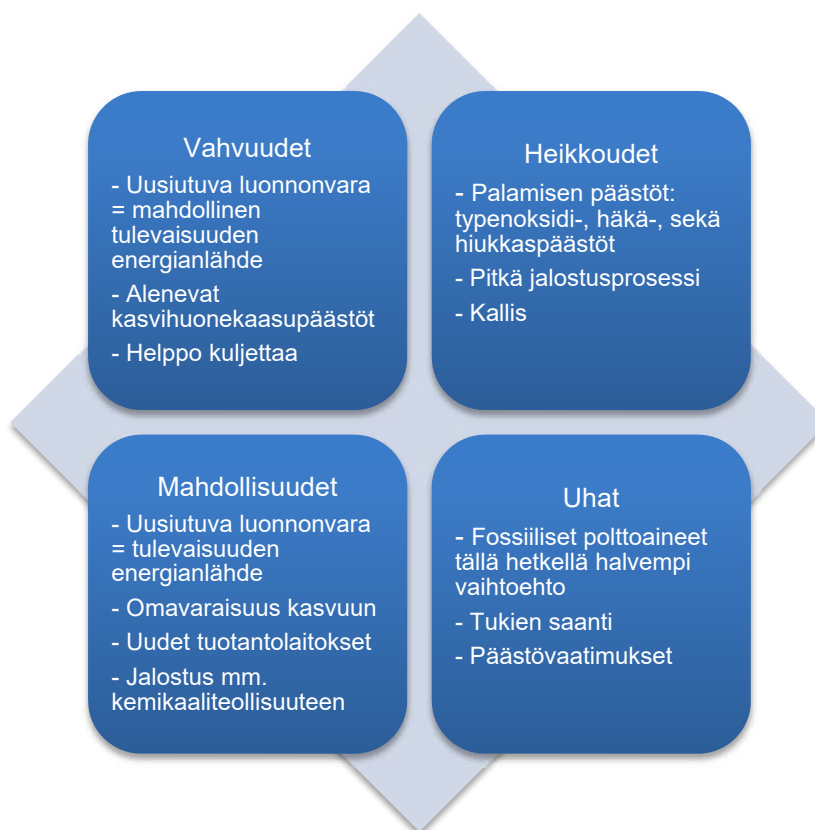 Vahvuudet
- Uusiutuva luonnonvara
= mahdollinen
tulevaisuuden
energianlähde
- Alenevat
kasvihuonekaasupäästöt
- Helppo kuljettaa
Heikkoudet
- Palamisen päästöt:
typenoksidi-, häkä-, sekä
hiukkaspäästöt
- Pitkä jalostusprosessi
- Kallis
Mahdollisuudet
- Uusiutuva luonnonvara
= tulevaisuuden
energianlähde
- Omavaraisuus kasvuun
- Uudet tuotantolaitokset
- Jalostus mm.
kemikaaliteollisuuteen
Uhat
- Fossiiliset polttoaineet
tällä hetkellä halvempi
vaihtoehto
- Tukien saanti
- Päästövaatimukset